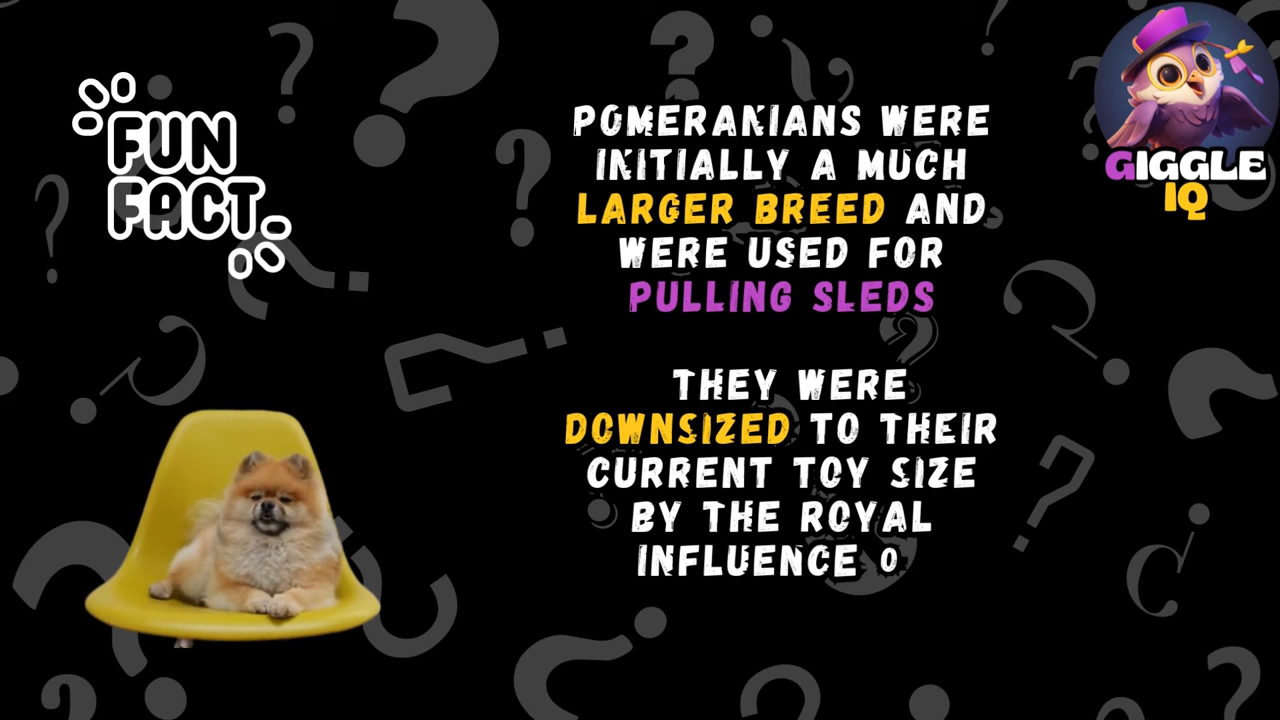 FUN
FACT
POMERANIANS WERE
INITIALLY A MUCH
LARGER BREED AND
WERE USED FOR
PULLING SLEDS
THEY WERE
DOWNSIZED TO THEIR
CURRENT TOY SIZE
BY THE ROYAL
INFLUENCE O
GIGGLE
IQ